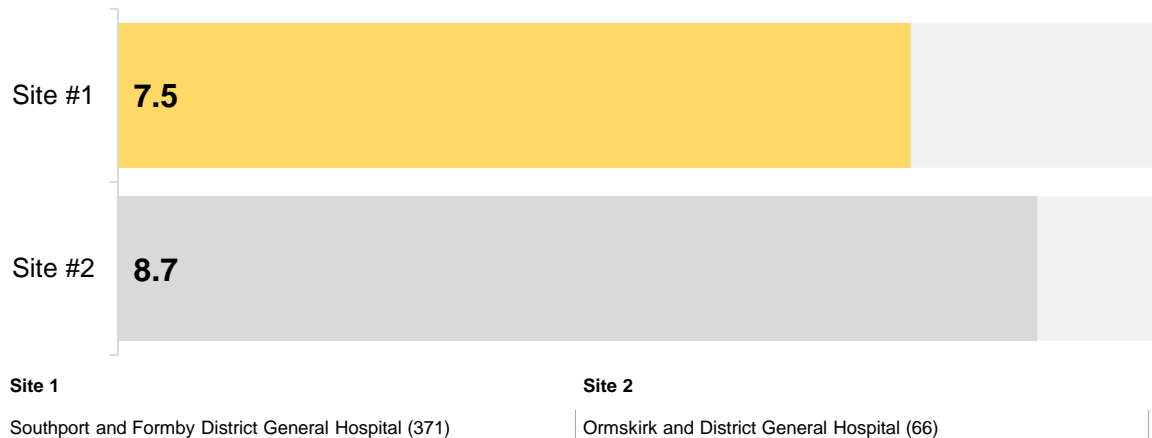 Site #1 7.5
Site #2 8.7
Site 1 Site 2
Southport and Formby District General Hospital (371) Ormskirk and District General Hospital (66)